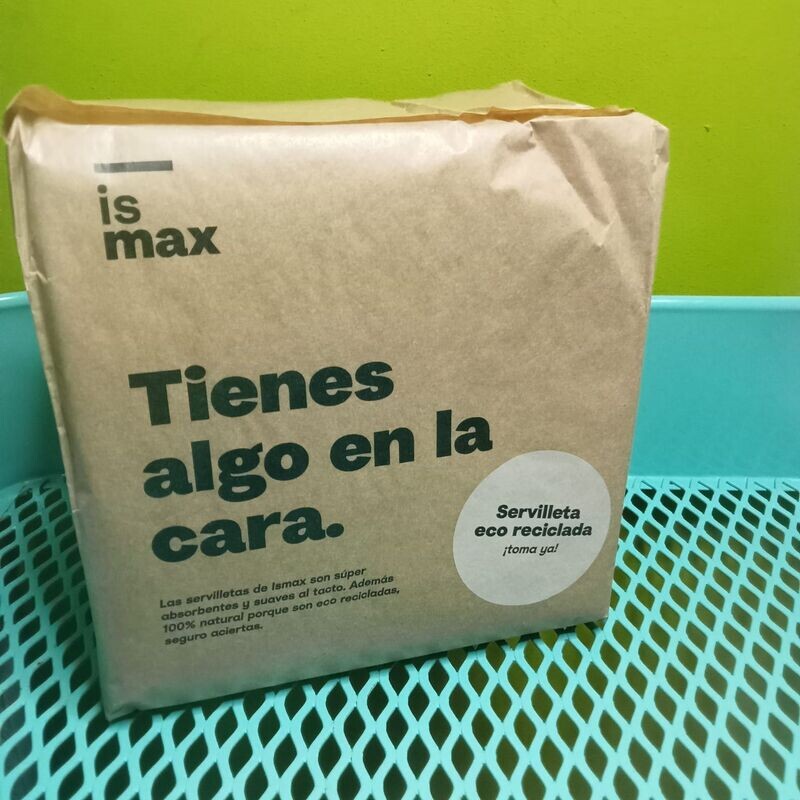 is
max
Tienes
algo en la
cara.
Las servilletas de Ismax son súper
absorbentes y suaves al tacto. Además
100% natural porque son eco recicladas,
seguro aciertas.
Servilleta
eco reciclada
¡toma ya!